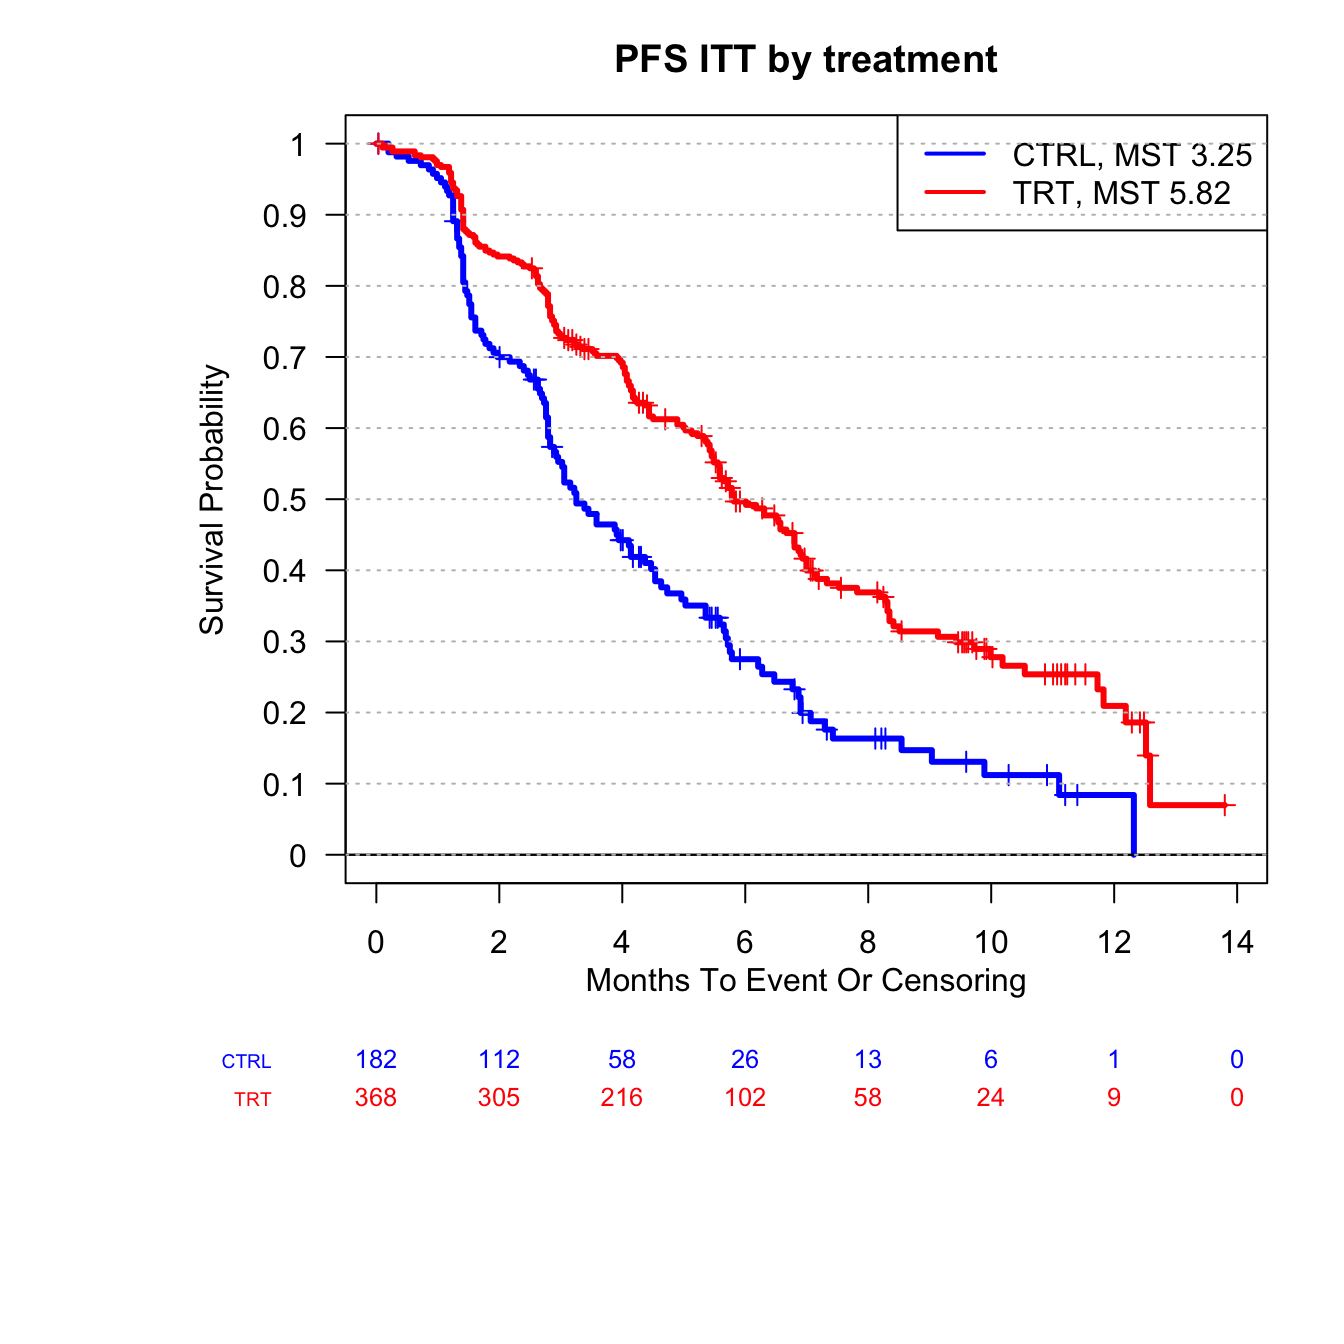 PFS ITT by treatment
CTRL, MST 3.25
TRT, MST 5.82
1
0.9
0.8
0.7
0.6
0.5
0.4
0.3
0.2
0.1
0
Survival Probability
0 2 4 6 8 10 12 14
Months To Event Or Censoring
CTRL 182 112 58 26 13 6 1 0
TRT 368 305 216 102 58 24 9 0